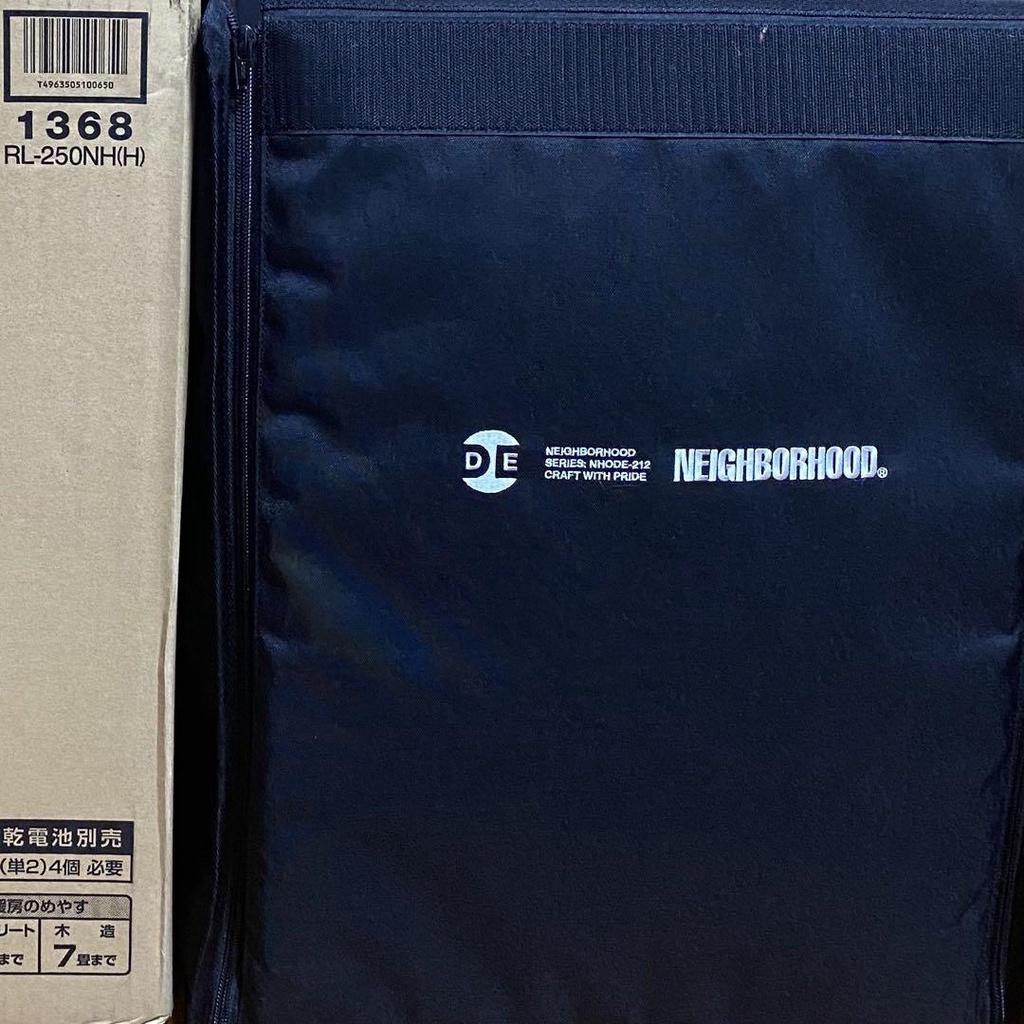 T4963505100650
1368
RL-250NH(H)
乾電池別売
(単2)4個 必要
暖房のめやす
リート
まで
木 造
7畳まで
D E
NEIGHBORHOOD
SERIES: NHODE-212
CRAFT WITH PRIDE
NEIGHBORHOOD®